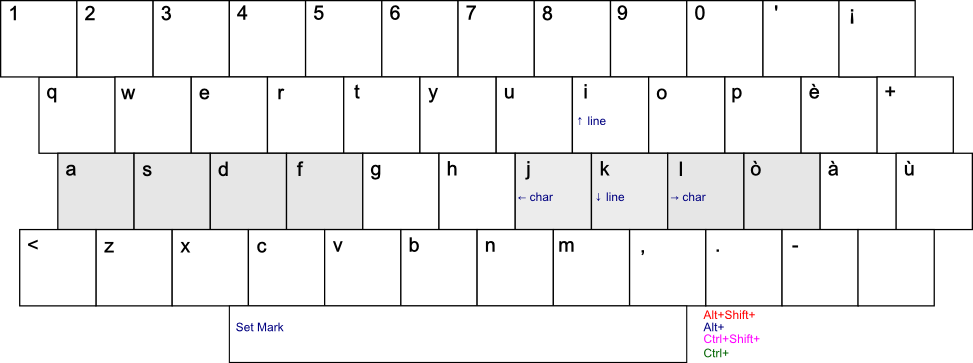 1 2 3 4 5 6 7 8 9 0 ' ¡
q w e r t y u i o p è +
↑ line
a s d f g h j k l ò à ù
← char ↓ line → char
< z x c v b n m , . -
Set Mark
Alt+Shift+
Alt+
Ctrl+Shift+
Ctrl+